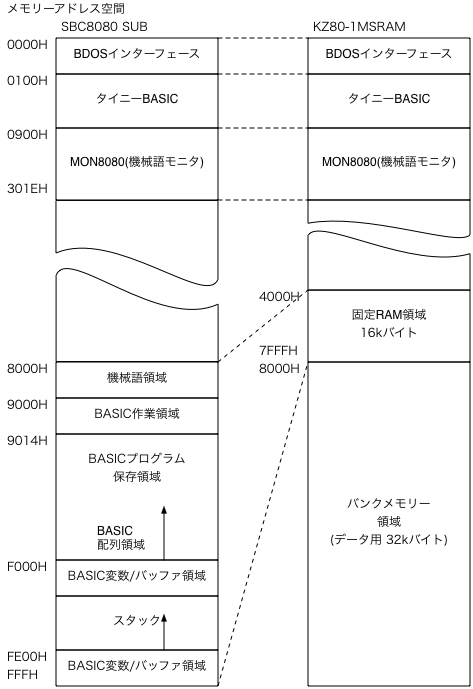 メモリーアドレス空間
SBC8080 SUB
KZ80-1MSRAM
0000H
BDOSインターフェース
BDOSインターフェース
0100H
タイニーBASIC
タイニーBASIC
0900H
MON8080(機械語モニタ)
MON8080(機械語モニタ)
301EH
4000H
固定RAM領域
16kバイト
7FFFH
8000H
8000H
機械語領域
9000H
BASIC作業領域
9014H
BASICプログラム
保存領域
バンクメモリー
領域
(データ用 32kバイト)
BASIC
配列領域
F000H
BASIC変数/バッファ領域
スタック
FE00H
BASIC変数/バッファ領域
FFFH